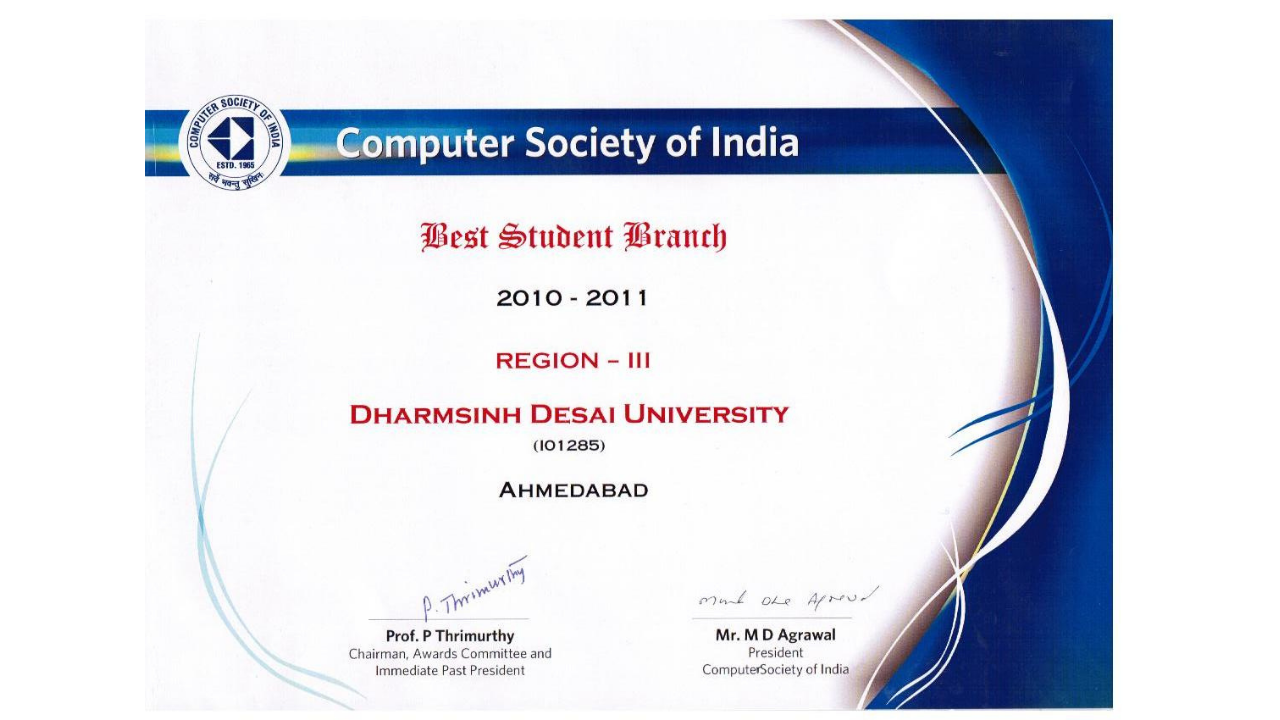 COMPUTER SOCIETY OF INDIA
ESTD. 1965
सर्वे भवन्तु सुखिनः
Computer Society of India
Best Student Branch
2010 - 2011
REGION – III
DHARMSINH DESAI UNIVERSITY
(I01285)
AHMEDABAD
P. Thrimurthy
Prof. P Thrimurthy
Chairman, Awards Committee and
Immediate Past President
Mr. M D Agrawal
President
ComputerSociety of India